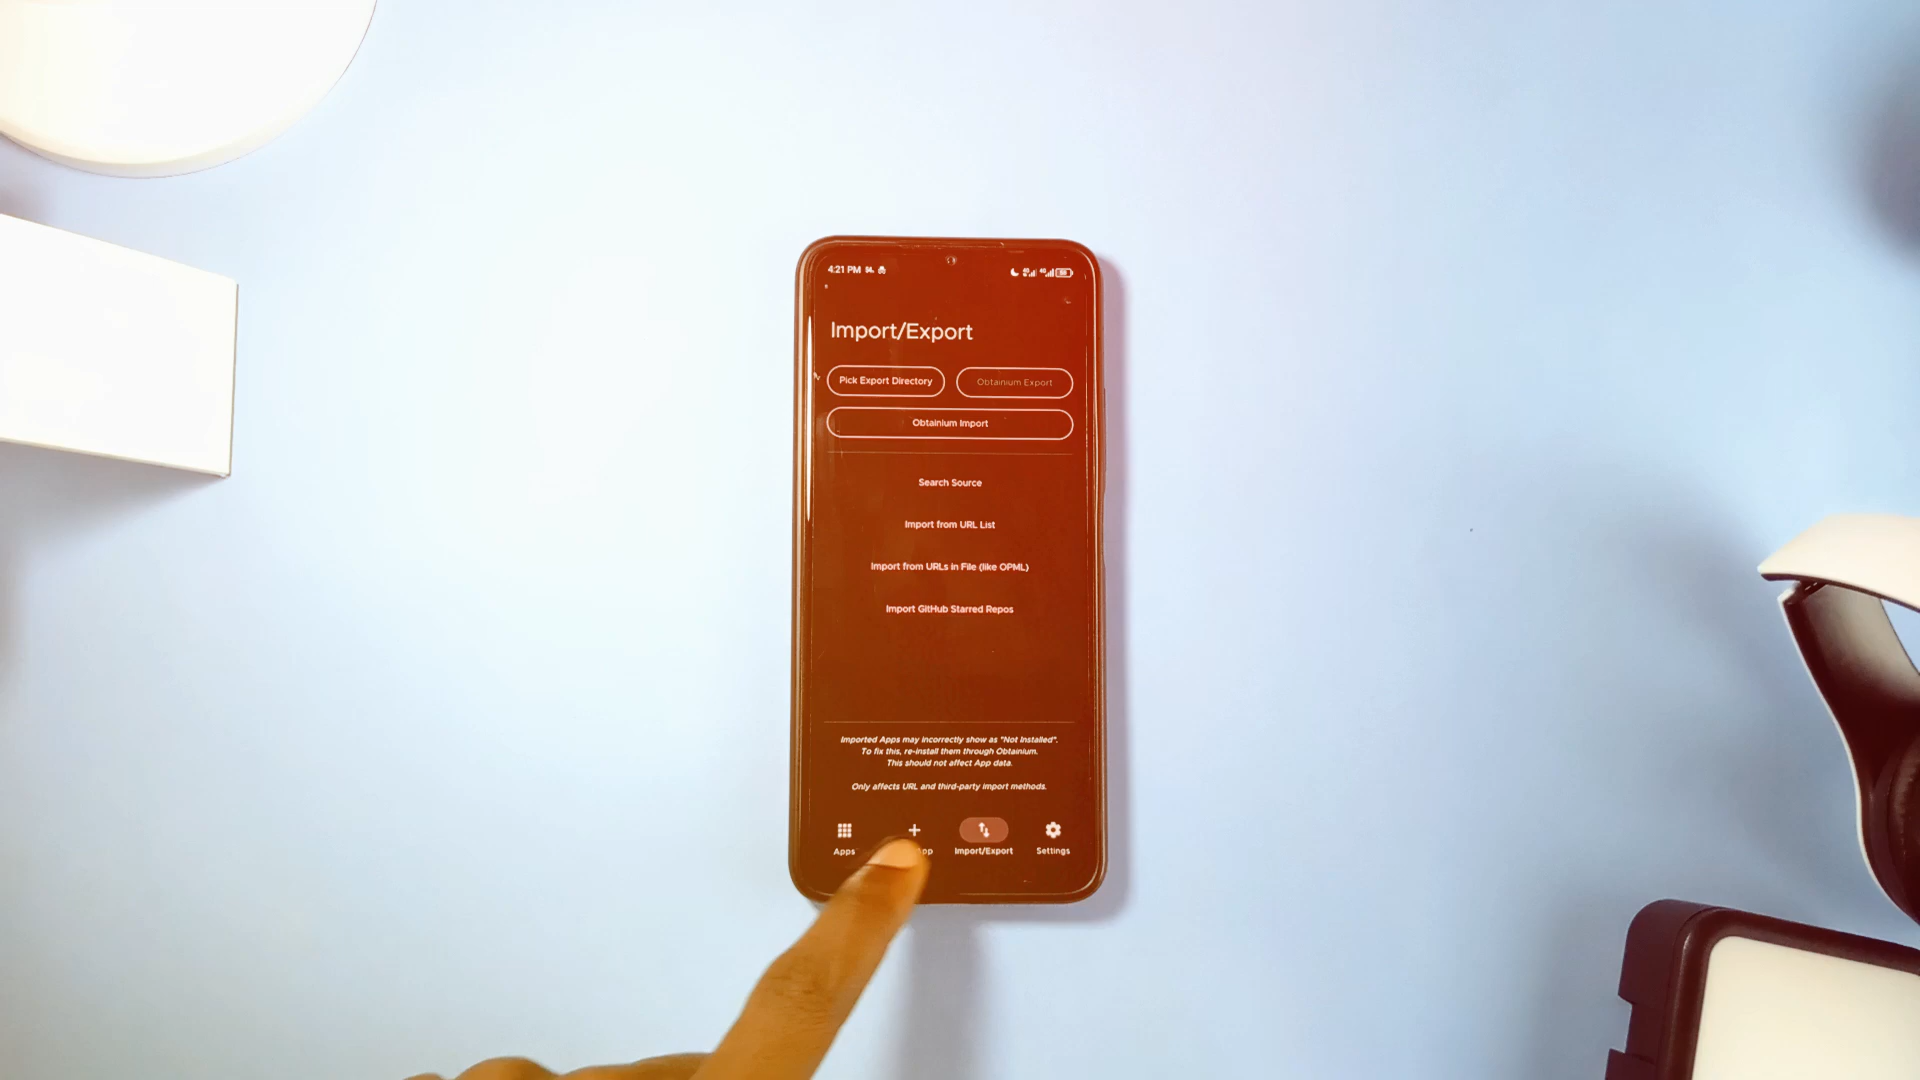 4:21 PM
Import/Export
Pick Export Directory
Obtainium Export
Obtainium Import
Search Source
Import from URL List
Import from URLs in File (like OPML)
Import GitHub Starred Repos
Imported Apps may incorrectly show as "Not Installed".
To fix this, re-install them through Obtainium.
This should not affect App data.
Only affects URL and third-party import methods.
Apps
App
Import/Export
Settings